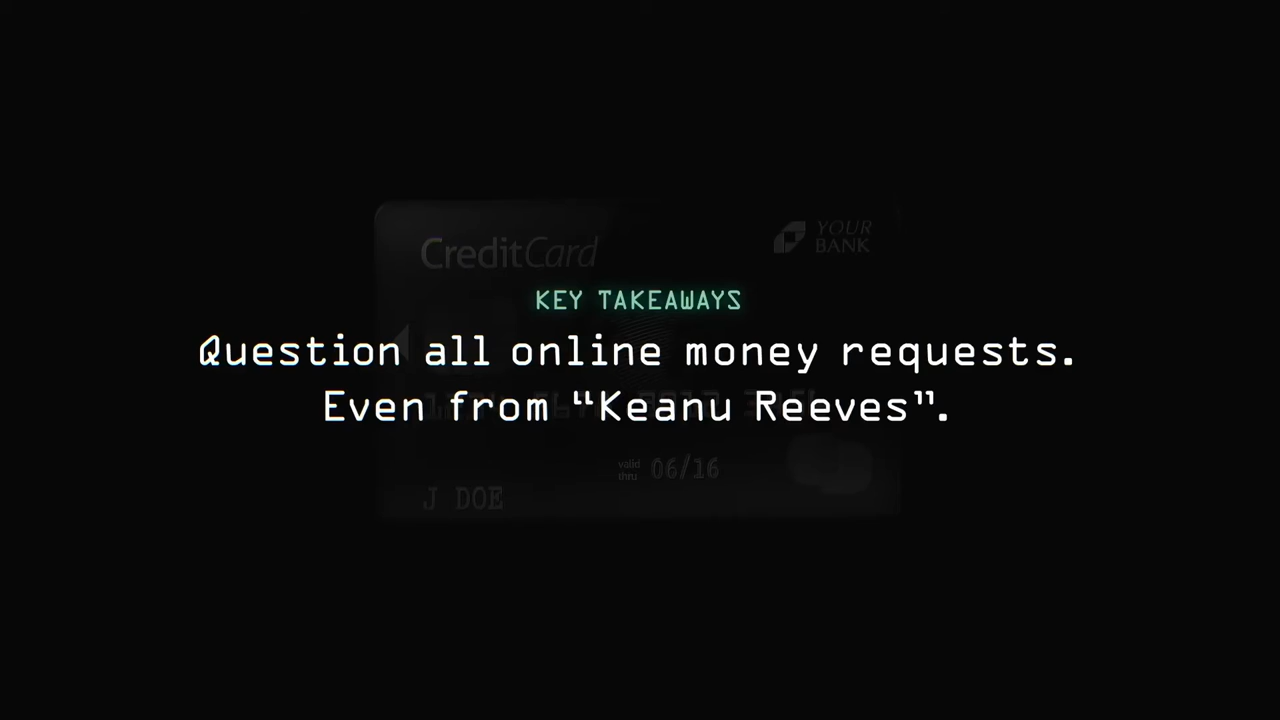 CreditCard
YOUR
BANK
KEY TAKEAWAYS
Question all online money requests.
Even from “Keanu Reeves”.
valid
thru
06/16
J DOE